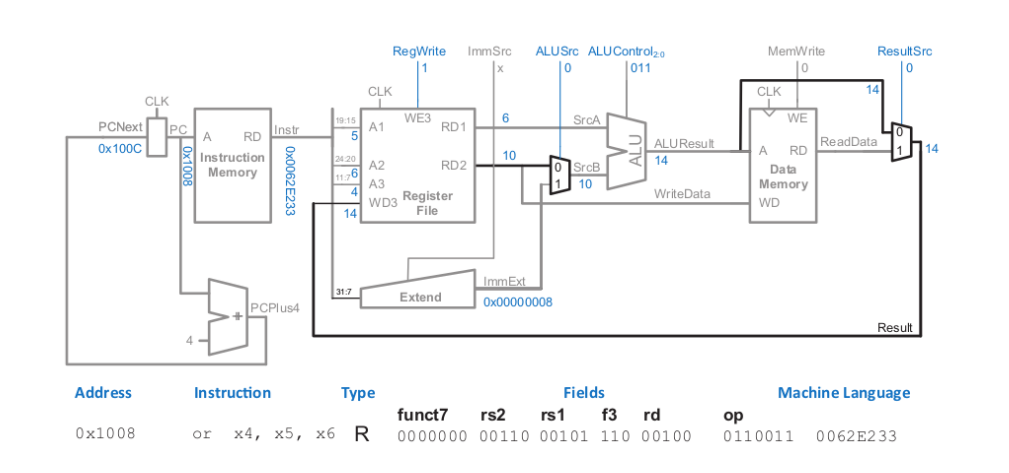 RegWrite ImmSrc ALUSrc ALUControl2:0 MemWrite ResultSrc
1 x 0 011 0 0
CLK CLK CLK 14
PCNext PC A RD Instr 19:15 A1 WE3 RD1 6 SrcA WE 0
0x100C 0x1008 Instruction Memory 0x0062E233 5 ALU ALUResult A RD ReadData 1 14
24:20 A2 RD2 10 0 SrcB 14 Data Memory
6
11:7 A3 1 10
4 Register File WriteData WD
WD3
14
31:7 Extend ImmExt
0x00000008
+ PCPlus4
4 Result
Address Instruction Type Fields Machine Language
funct7 rs2 rs1 f3 rd op
0x1008 or x4, x5, x6 R 0000000 00110 00101 110 00100 0110011 0062E233